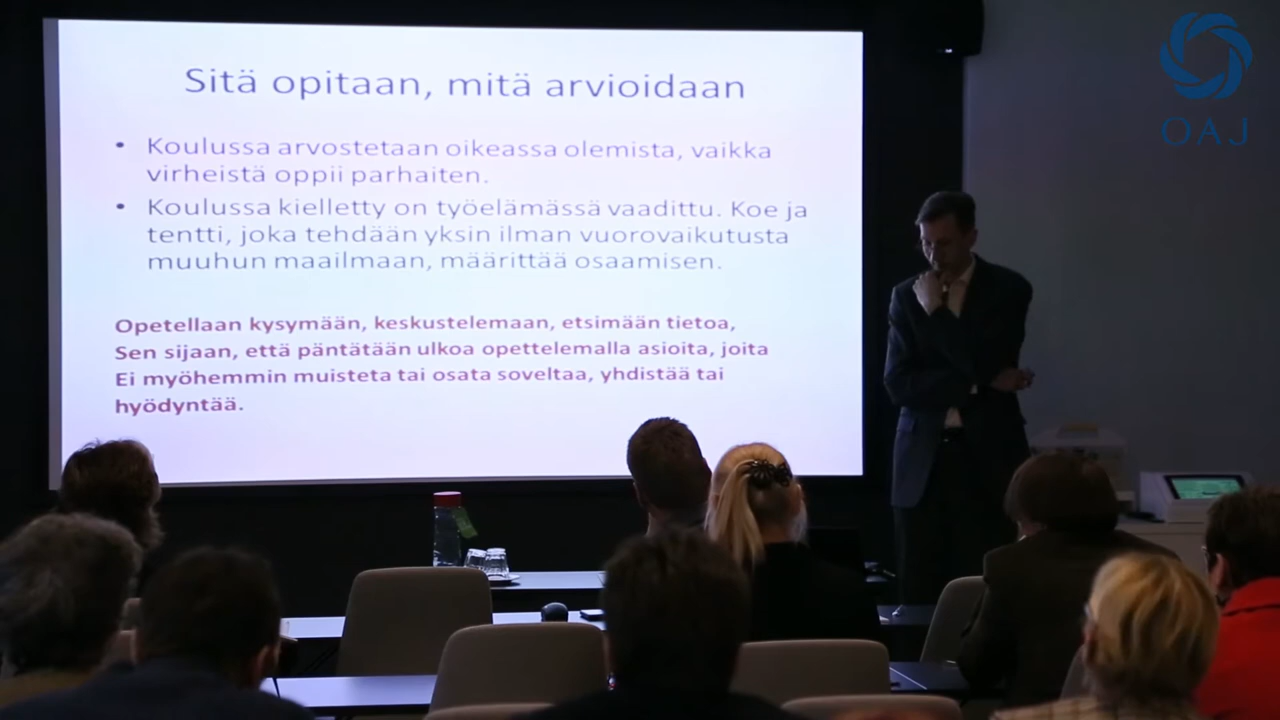 Sitä opitaan, mitä arvioidaan
• Koulussa arvostetaan oikeassa olemista, vaikka
virheistä oppii parhaiten.
• Koulussa kielletty on työelämässä vaadittu. Koe ja
tentti, joka tehdään yksin ilman vuorovaikutusta
muuhun maailmaan, määrittää osaamisen.
Opetellaan kysymään, keskustelemaan, etsimään tietoa,
Sen sijaan, että päntätään ulkoa opettelemalla asioita, joita
Ei myöhemmin muisteta tai osata soveltaa, yhdistää tai
hyödyntää.
OAJ